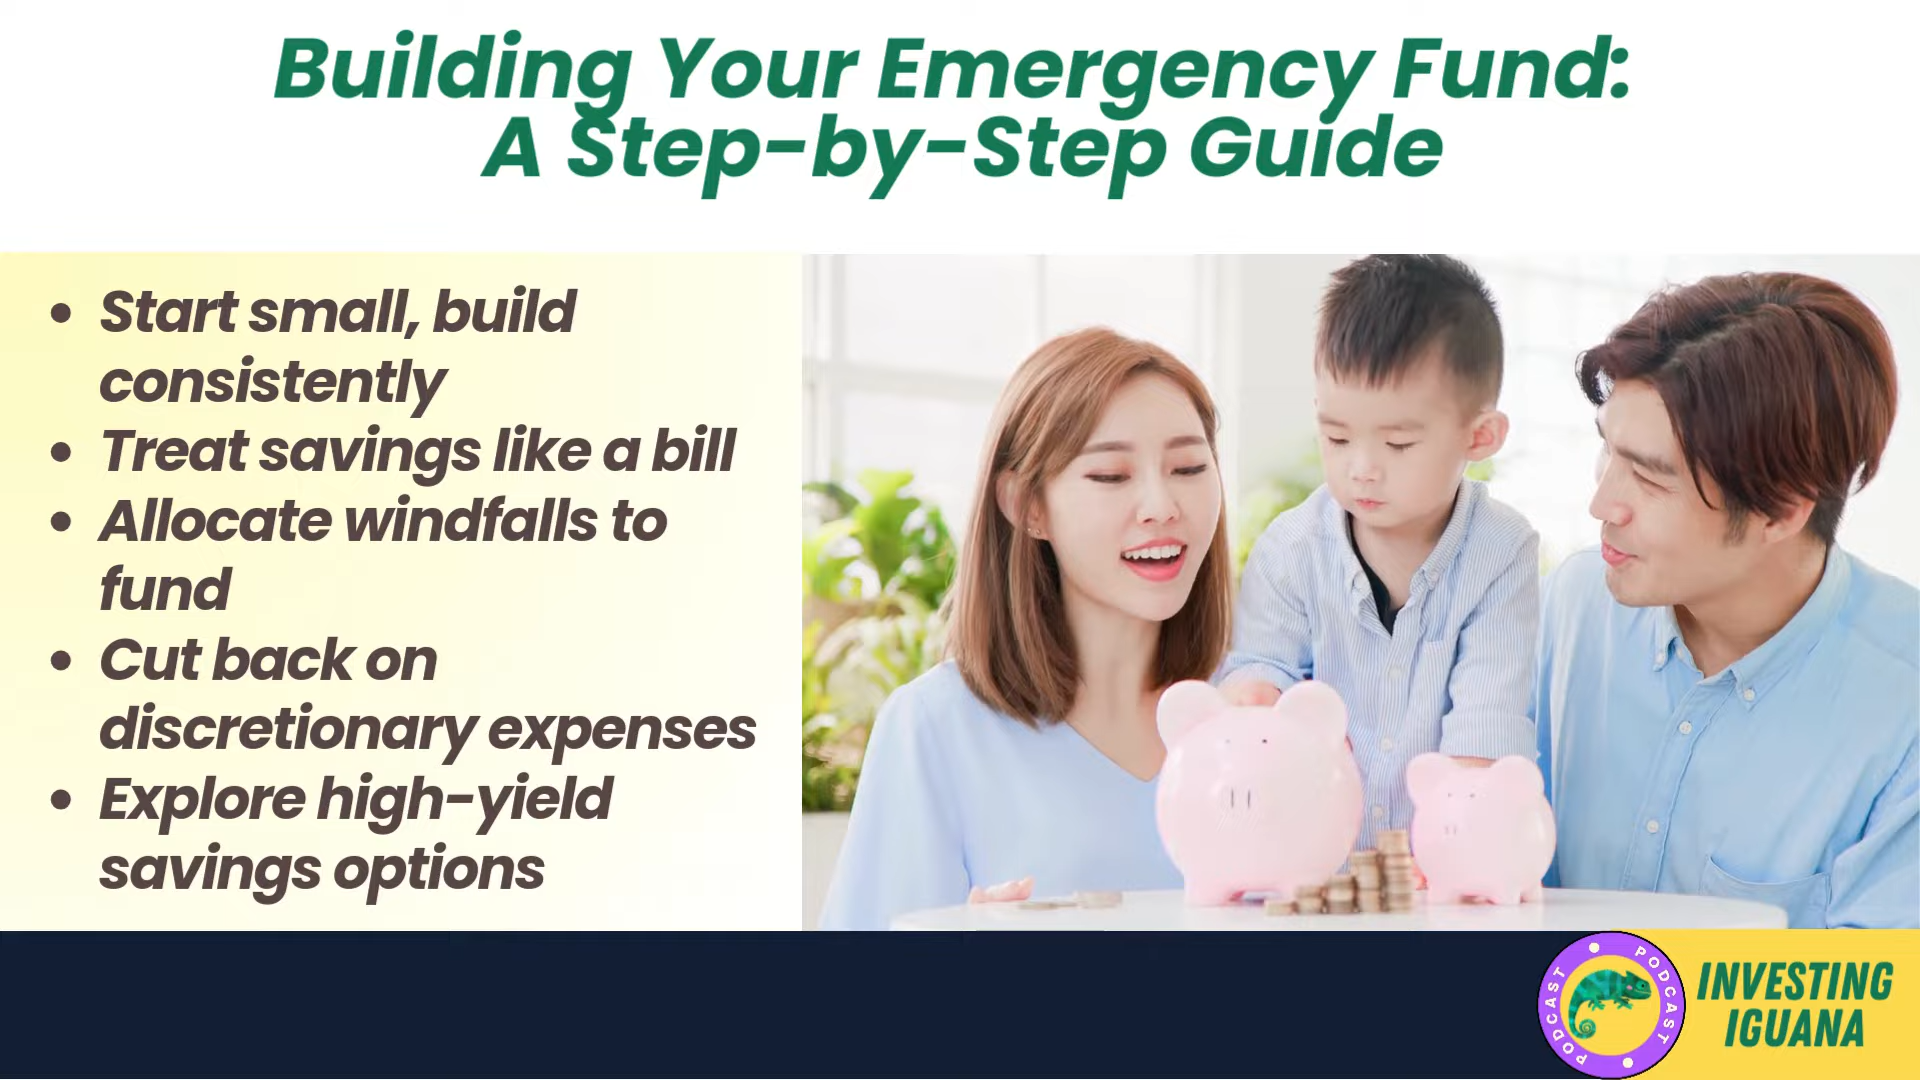 Building Your Emergency Fund:
A Step-by-Step Guide
• Start small, build
consistently
• Treat savings like a bill
• Allocate windfalls to
fund
• Cut back on
discretionary expenses
• Explore high-yield
savings options
PODCAST
PODCAST
INVESTING
IGUANA